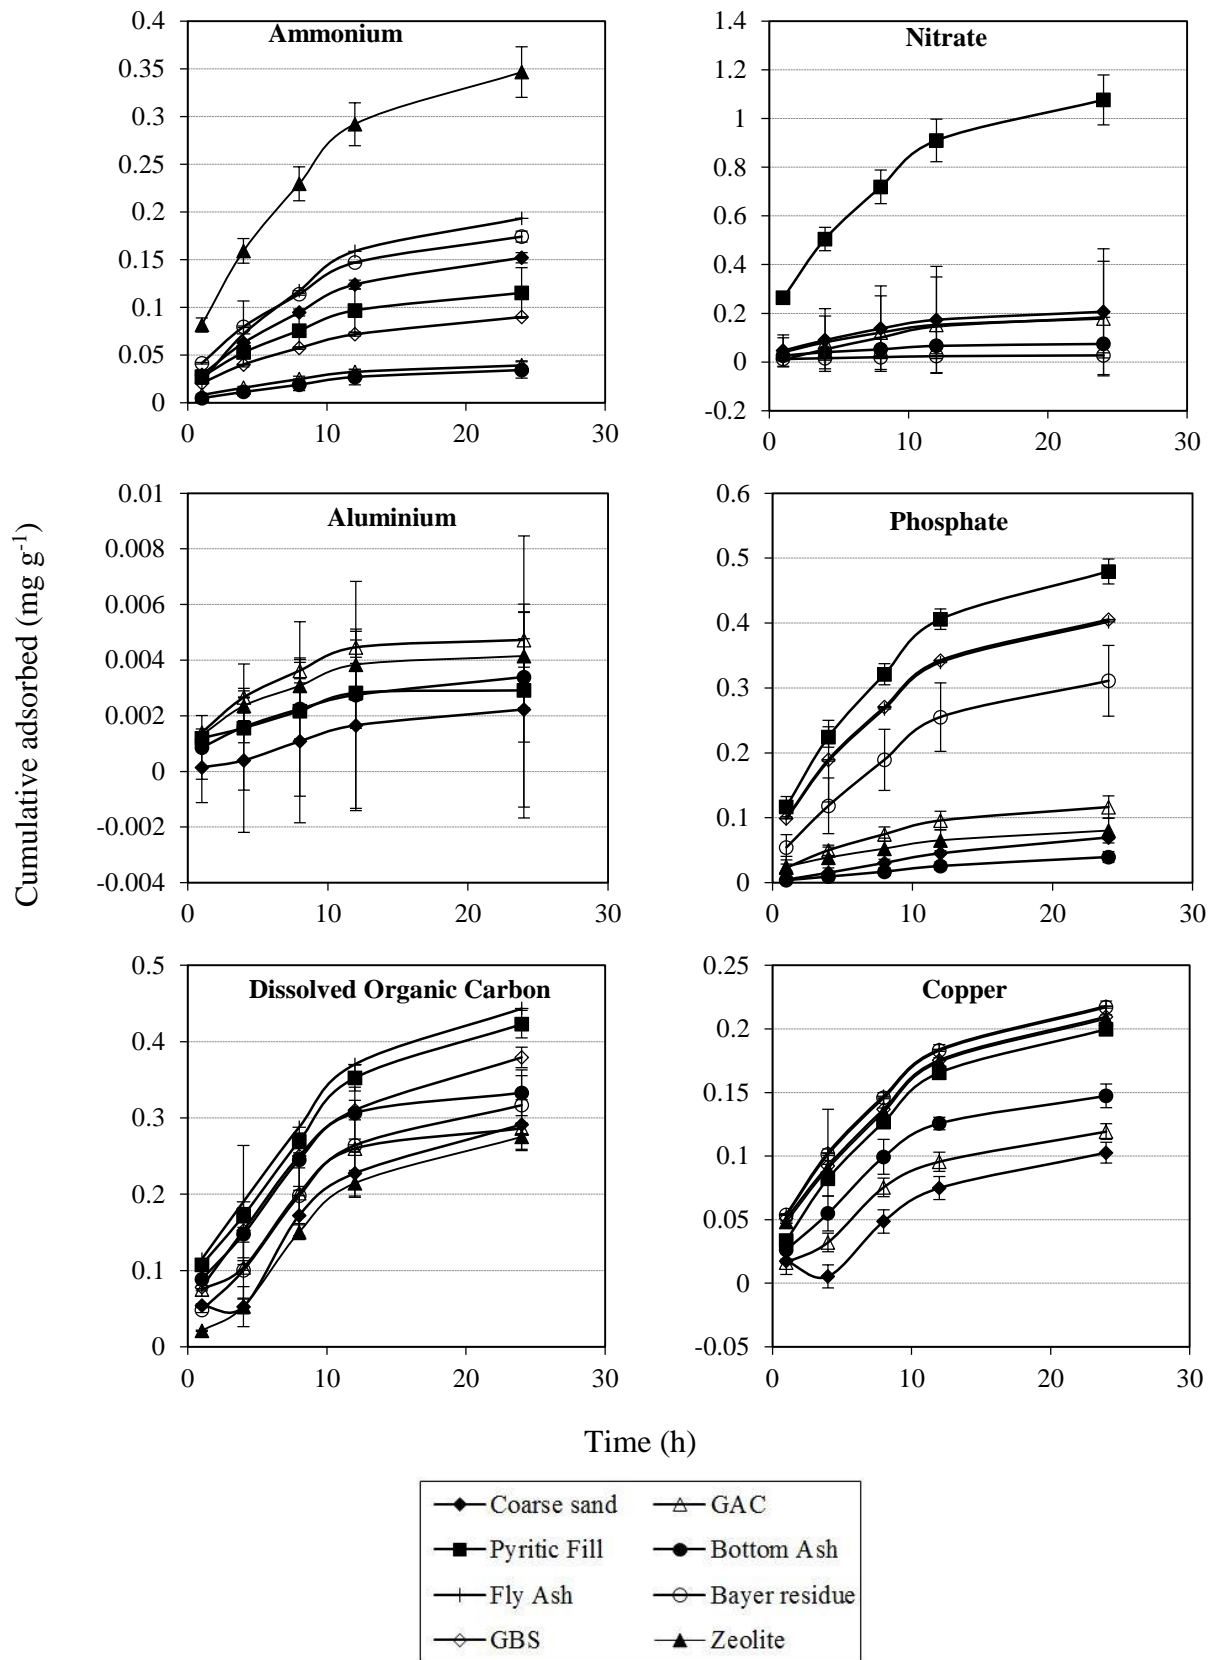 Cumulative adsorbed (mg g-1)
Ammonium
0.4
0.35
0.3
0.25
0.2
0.15
0.1
0.05
0
0 10 20 30
Nitrate
1.4
1.2
1
0.8
0.6
0.4
0.2
0
-0.2
0 10 20 30
Aluminium
0.01
0.008
0.006
0.004
0.002
0
-0.002
-0.004
0 10 20 30
Phosphate
0.6
0.5
0.4
0.3
0.2
0.1
0
0 10 20 30
Dissolved Organic Carbon
0.5
0.4
0.3
0.2
0.1
0
0 10 20 30
Copper
0.25
0.2
0.15
0.1
0.05
0
-0.05
0 10 20 30
Time (h)
Coarse sand GAC
Pyritic Fill Bottom Ash
Fly Ash Bayer residue
GBS Zeolite